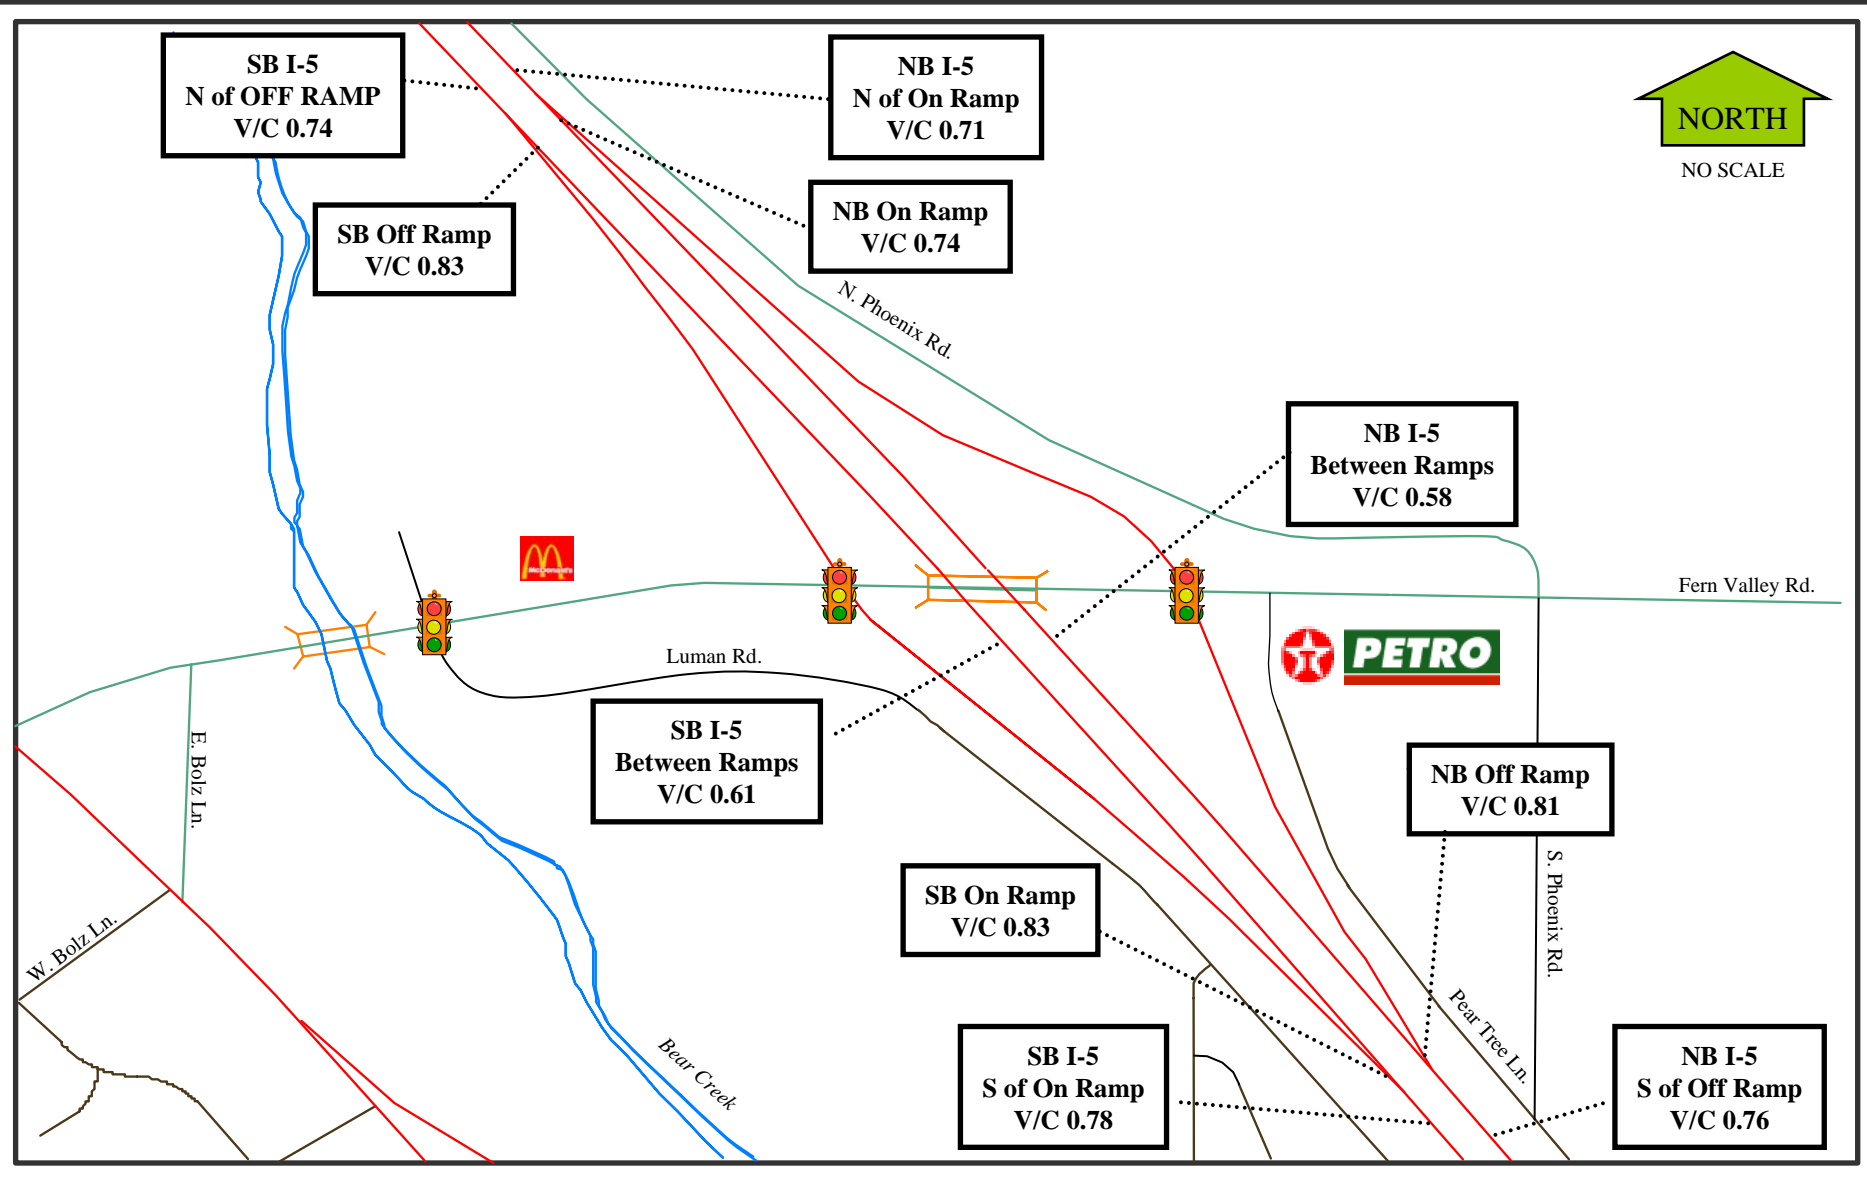 SB I-5
N of OFF RAMP
V/C 0.74
NB I-5
N of On Ramp
V/C 0.71
NORTH
NO SCALE
SB Off Ramp
V/C 0.83
NB On Ramp
V/C 0.74
N. Phoenix Rd.
NB I-5
Between Ramps
V/C 0.58
McDonald's
Fern Valley Rd.
Luman Rd.
T
PETRO
SB I-5
Between Ramps
V/C 0.61
E. Bolz Ln.
NB Off Ramp
V/C 0.81
SB On Ramp
V/C 0.83
W. Bolz Ln.
S. Phoenix Rd.
Pear Tree Ln.
Bear Creek
SB I-5
S of On Ramp
V/C 0.78
NB I-5
S of Off Ramp
V/C 0.76